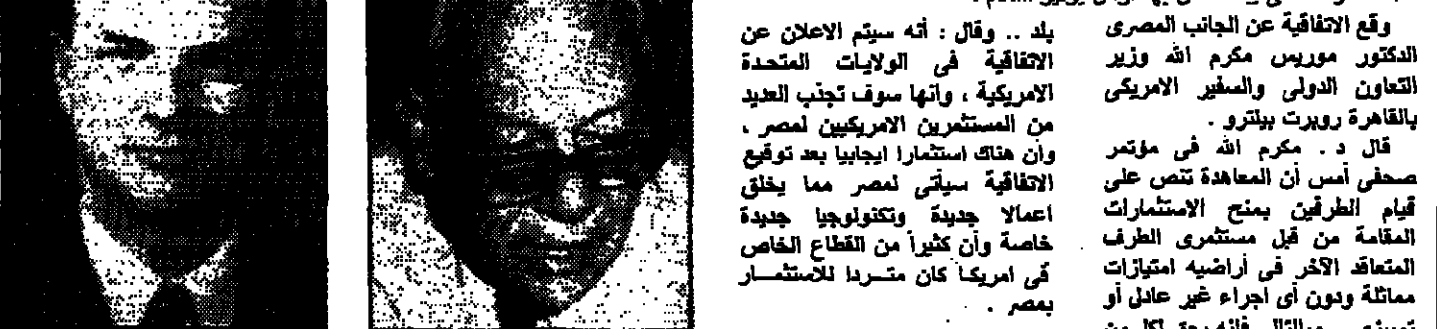 وقع الاتفاقية عن الجانب المصرى
الدكتور موريس مكرم الله وزير
التعاون الدولى والسفير الامريكى
بالقاهرة روبرت بيلترو .
قال د . مكرم الله فى مؤتمر
صحفى أمس أن المعاهدة تنص على
قيام الطرفين بمنح الاستثمارات
المقامة من قبل مستثمرى الطرف
المتعاقد الآخر فى أراضيه امتيازات
مماثلة ودون أى اجراء غير عادل أو
بلد .. وقال : أنه سيتم الاعلان عن
الاتفاقية فى الولايات المتحدة
الامريكية ، وانها سوف تجذب العديد
من المستثمرين الامريكيين لمصر ،
وأن هناك استثمارا ايجابيا بعد توقيع
الاتفاقية سيأتى لمصر مما يخلق
اعمالا جديدة وتكنولوجيا جديدة
خاصة وأن كثيرا من القطاع الخاص
فى امريكا كان متردا للاستثمار
بمصر .